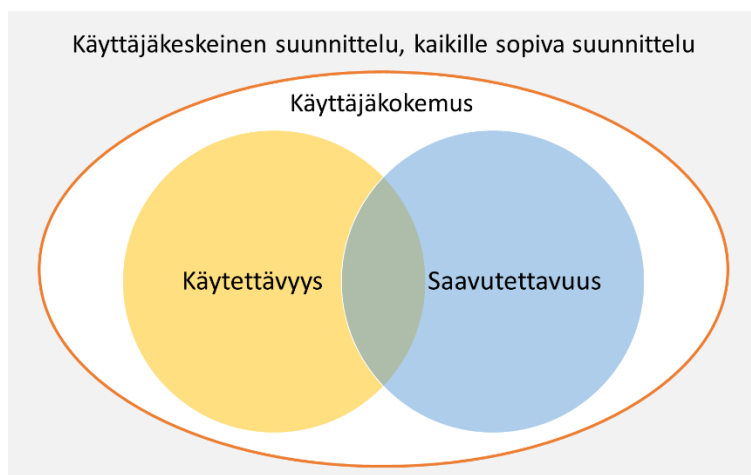 Käyttäjäkeskeinen suunnittelu, kaikille sopiva suunnittelu
Käyttäjäkokemus
Käytettävyys
Saavutettavuus